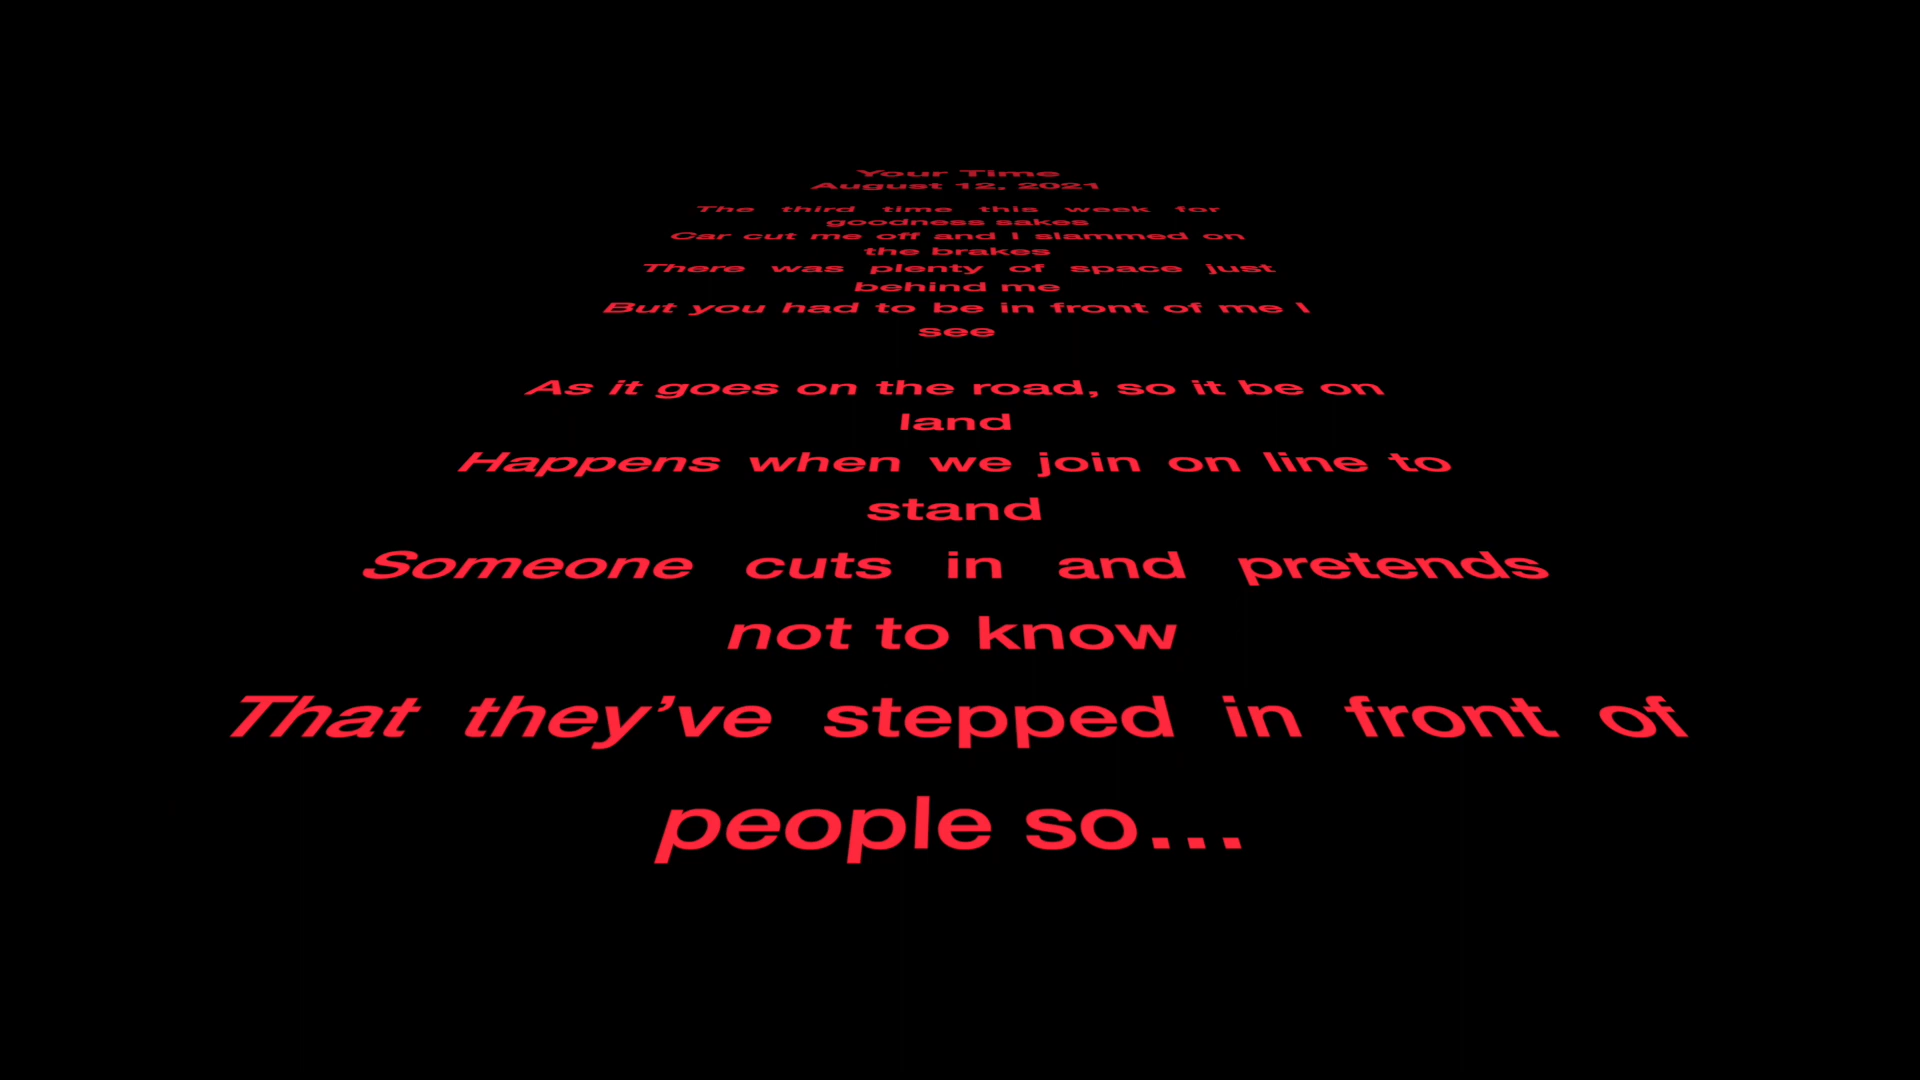 Your Time
August 12, 2021
The third time this week for
goodness sakes
Car cut me off and I slammed on
the brakes
There was plenty of space just
behind me
But you had to be in front of me I
see
As it goes on the road, so it be on
land
Happens when we join on line to
stand
Someone cuts in and pretends
not to know
That they’ve stepped in front of
people so...